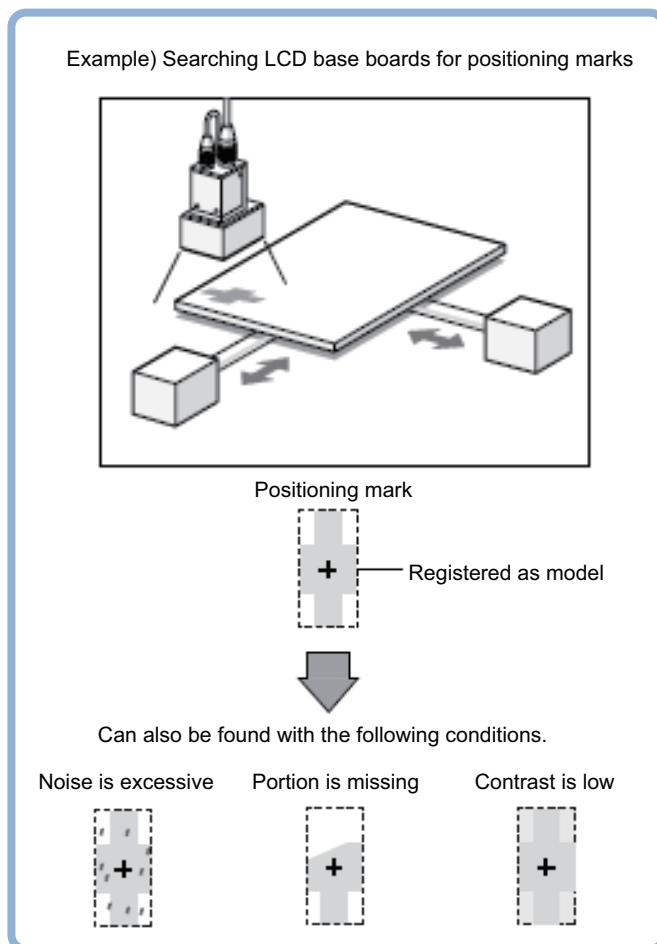 Example) Searching LCD base boards for positioning marks
Positioning mark
Registered as model
Can also be found with the following conditions.
Noise is excessive
Portion is missing
Contrast is low